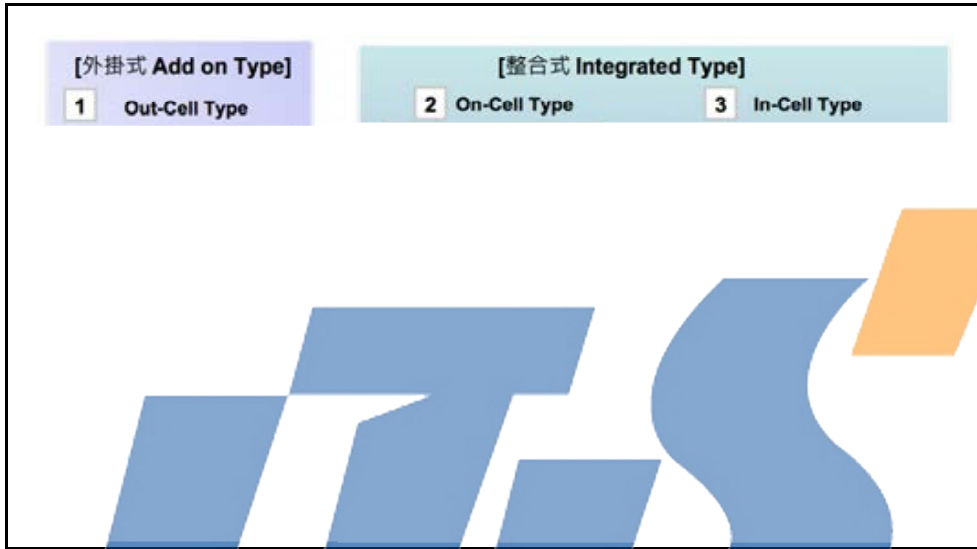 [外掛式 Add on Type]
1 Out-Cell Type
[整合式 Integrated Type]
2 On-Cell Type
3 In-Cell Type
iT.S